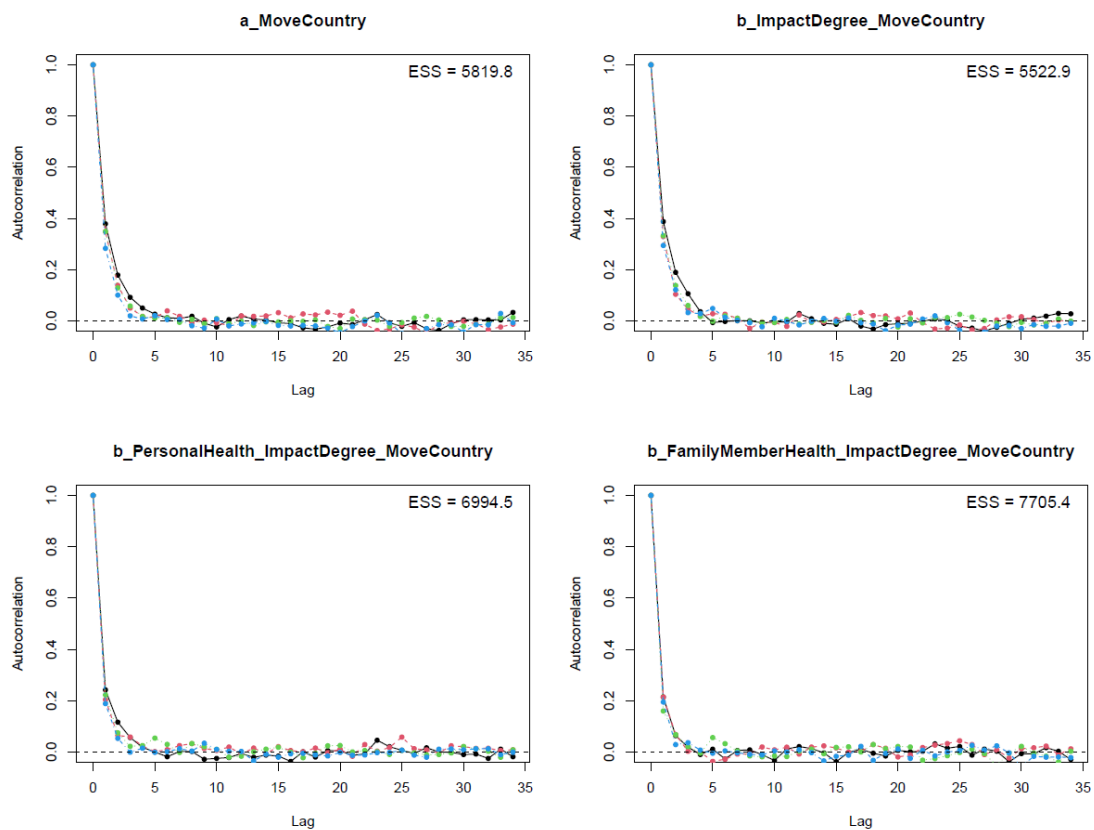 a_MoveCountry
ESS = 5819.8
Autocorrelation
0.0 0.2 0.4 0.6 0.8 1.0
0 5 10 15 20 25 30 35
Lag
b_ImpactDegree_MoveCountry
ESS = 5522.9
Autocorrelation
0.0 0.2 0.4 0.6 0.8 1.0
0 5 10 15 20 25 30 35
Lag
b_PersonalHealth_ImpactDegree_MoveCountry
ESS = 6994.5
Autocorrelation
0.0 0.2 0.4 0.6 0.8 1.0
0 5 10 15 20 25 30 35
Lag
b_FamilyMemberHealth_ImpactDegree_MoveCountry
ESS = 7705.4
Autocorrelation
0.0 0.2 0.4 0.6 0.8 1.0
0 5 10 15 20 25 30 35
Lag